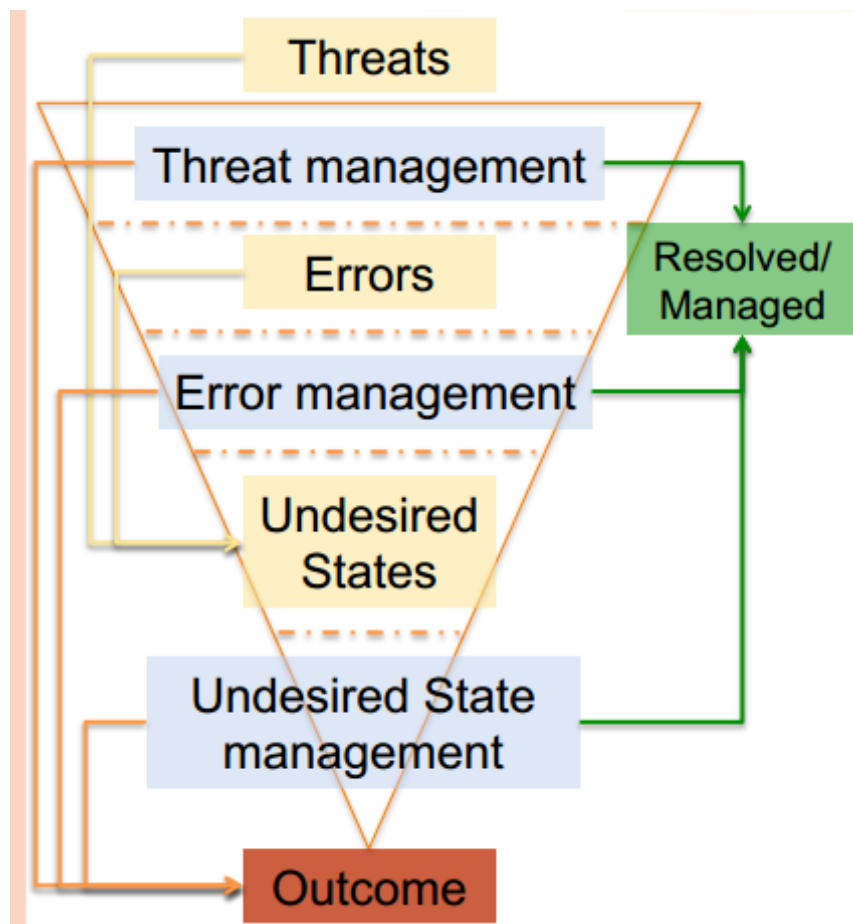 Threats
Threat management
Resolved/
Managed
Errors
Error management
Undesired
States
Undesired State
management
Outcome